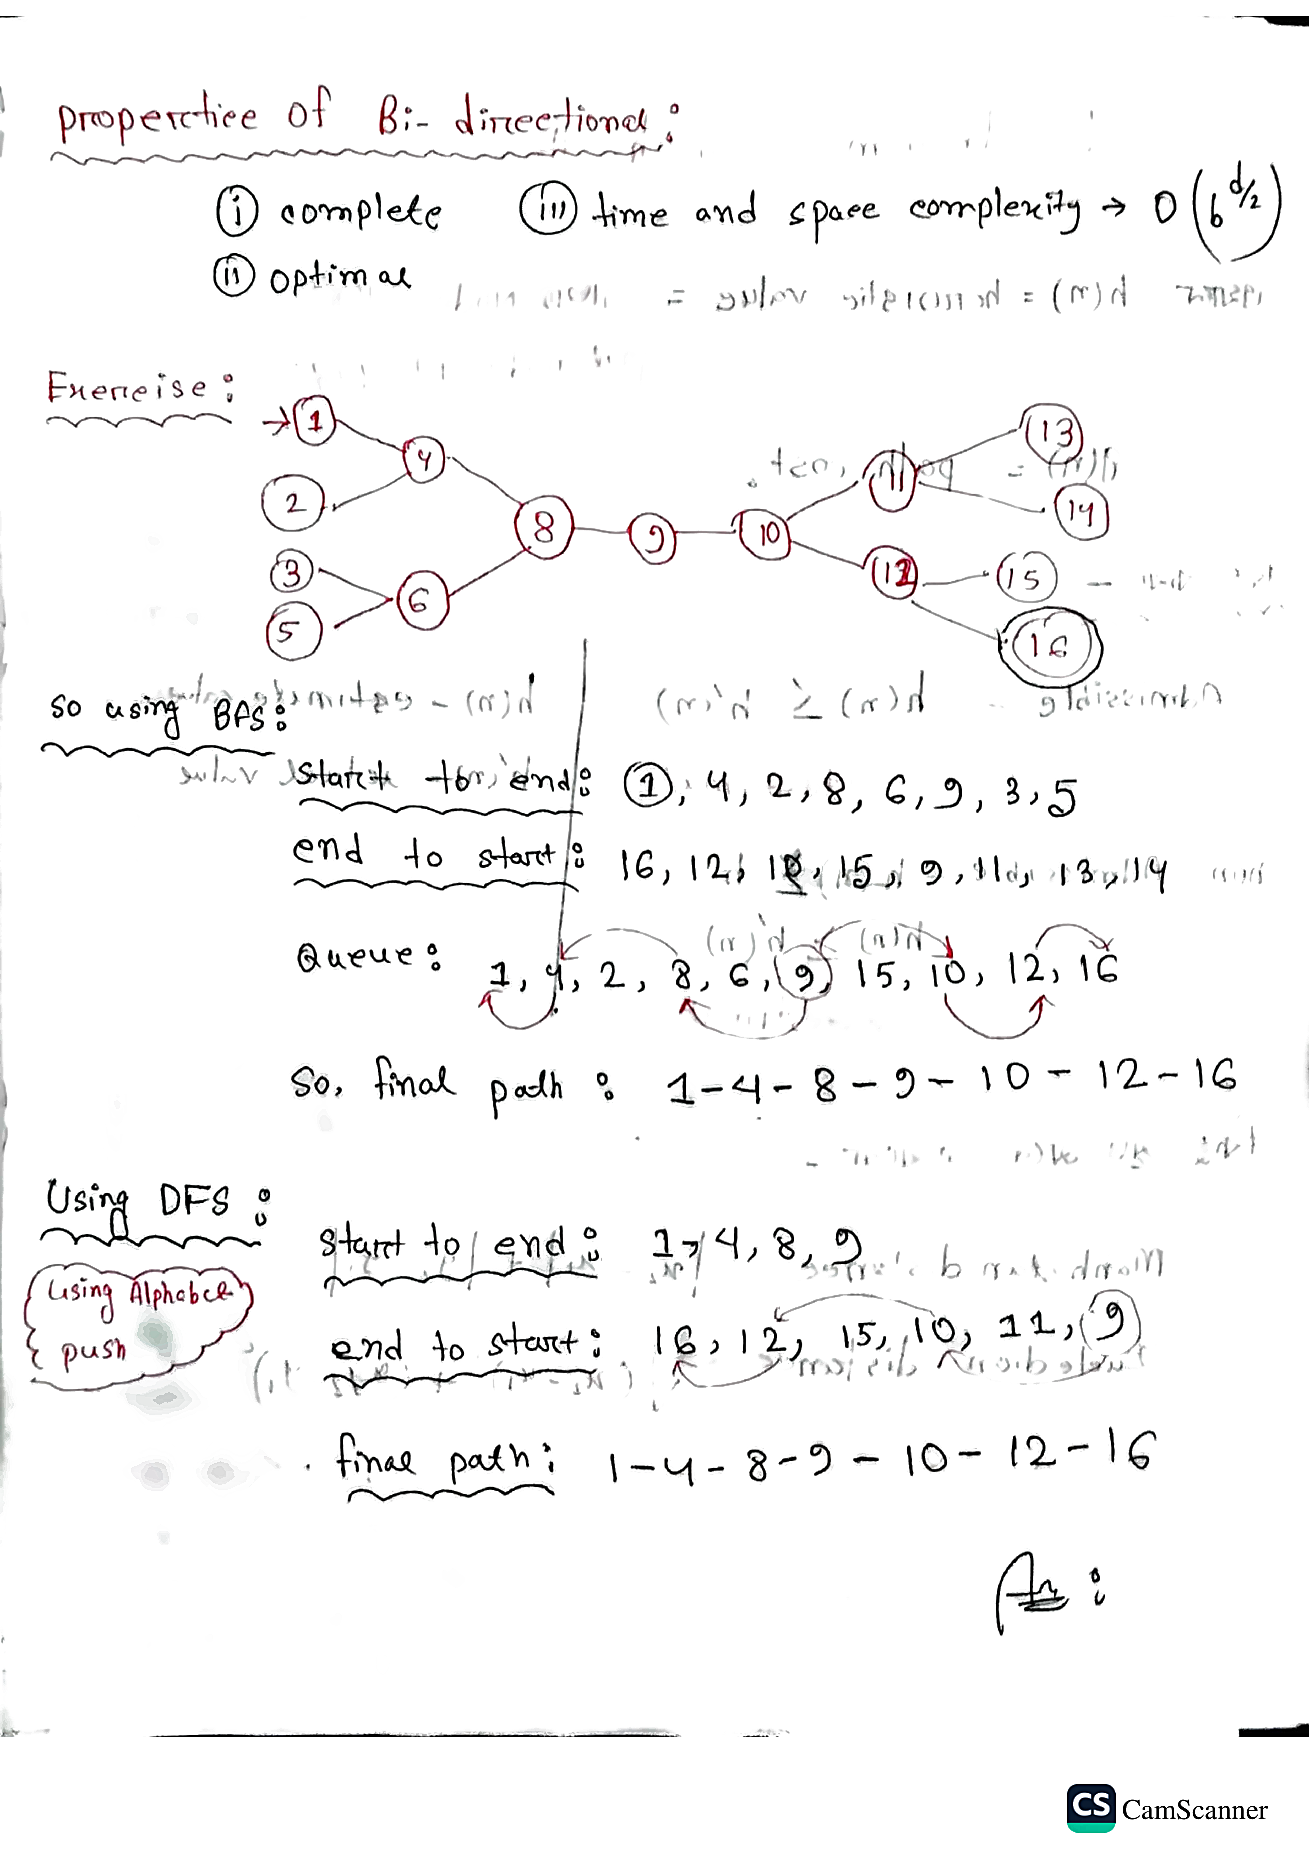 properties of Bi-directional:
(i) complete (iii) time and space complexity → O(b^d/2)
(ii) optimal
Exercise:
→ 1
2
3
5
4
6
8
9
10
11
12
13
14
15
16
So using BFS:
Start to end: 1, 4, 2, 8, 6, 9, 3, 5
end to start: 16, 12, 10, 15, 9, 11, 13, 14
Queue: 1, 4, 2, 8, 6, 9, 15, 10, 12, 16
So, final path: 1-4-8-9-10-12-16
Using DFS:
start to end: 1, 4, 8, 9
Using Alphabet
push
end to start: 16, 12, 15, 10, 11, 9
final path: 1-4-8-9-10-12-16
Ans:
CS CamScanner